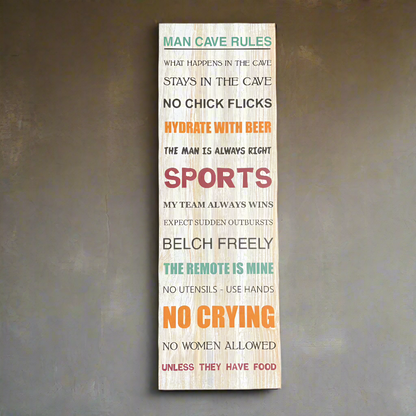 MAN CAVE RULES
WHAT HAPPENS IN THE CAVE
STAYS IN THE CAVE
NO CHICK FLICKS
HYDRATE WITH BEER
THE MAN IS ALWAYS RIGHT
SPORTS
MY TEAM ALWAYS WINS
EXPECT SUDDEN OUTBURSTS
BELCH FREELY
THE REMOTE IS MINE
NO UTENSILS - USE HANDS
NO CRYING
NO WOMEN ALLOWED
UNLESS THEY HAVE FOOD